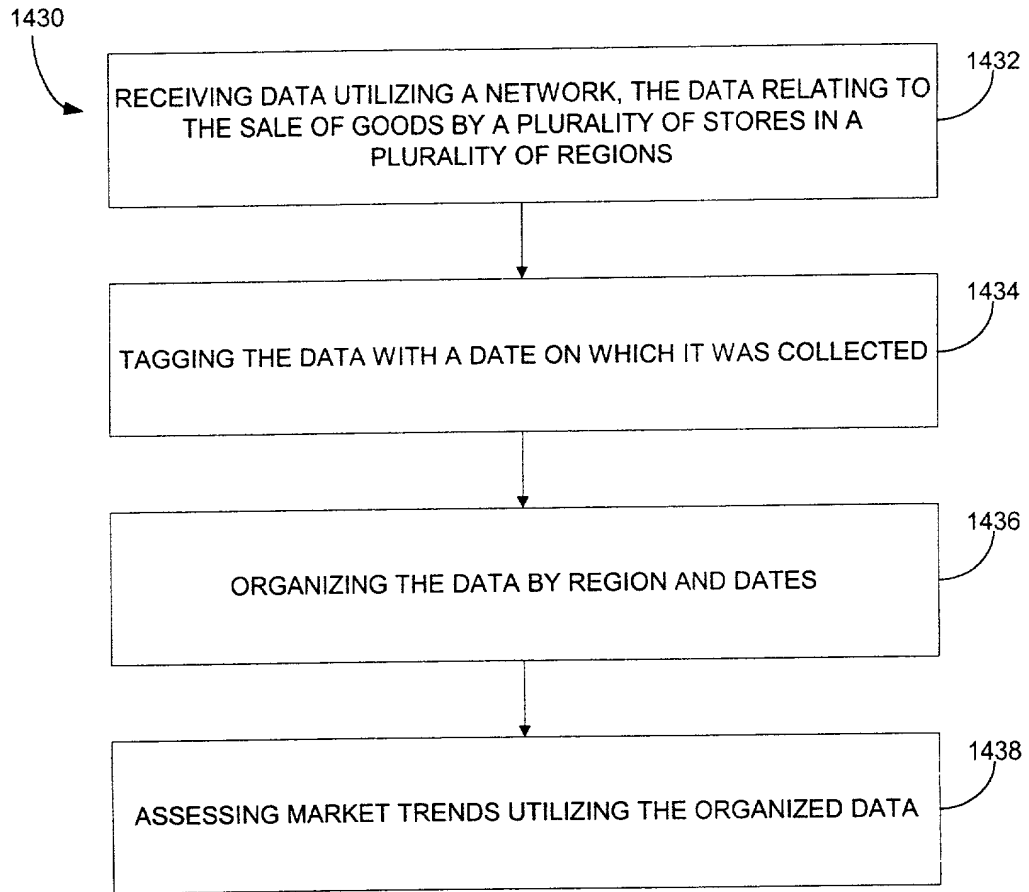 1430
1432
RECEIVING DATA UTILIZING A NETWORK, THE DATA RELATING TO
THE SALE OF GOODS BY A PLURALITY OF STORES IN A
PLURALITY OF REGIONS
1434
TAGGING THE DATA WITH A DATE ON WHICH IT WAS COLLECTED
1436
ORGANIZING THE DATA BY REGION AND DATES
1438
ASSESSING MARKET TRENDS UTILIZING THE ORGANIZED DATA